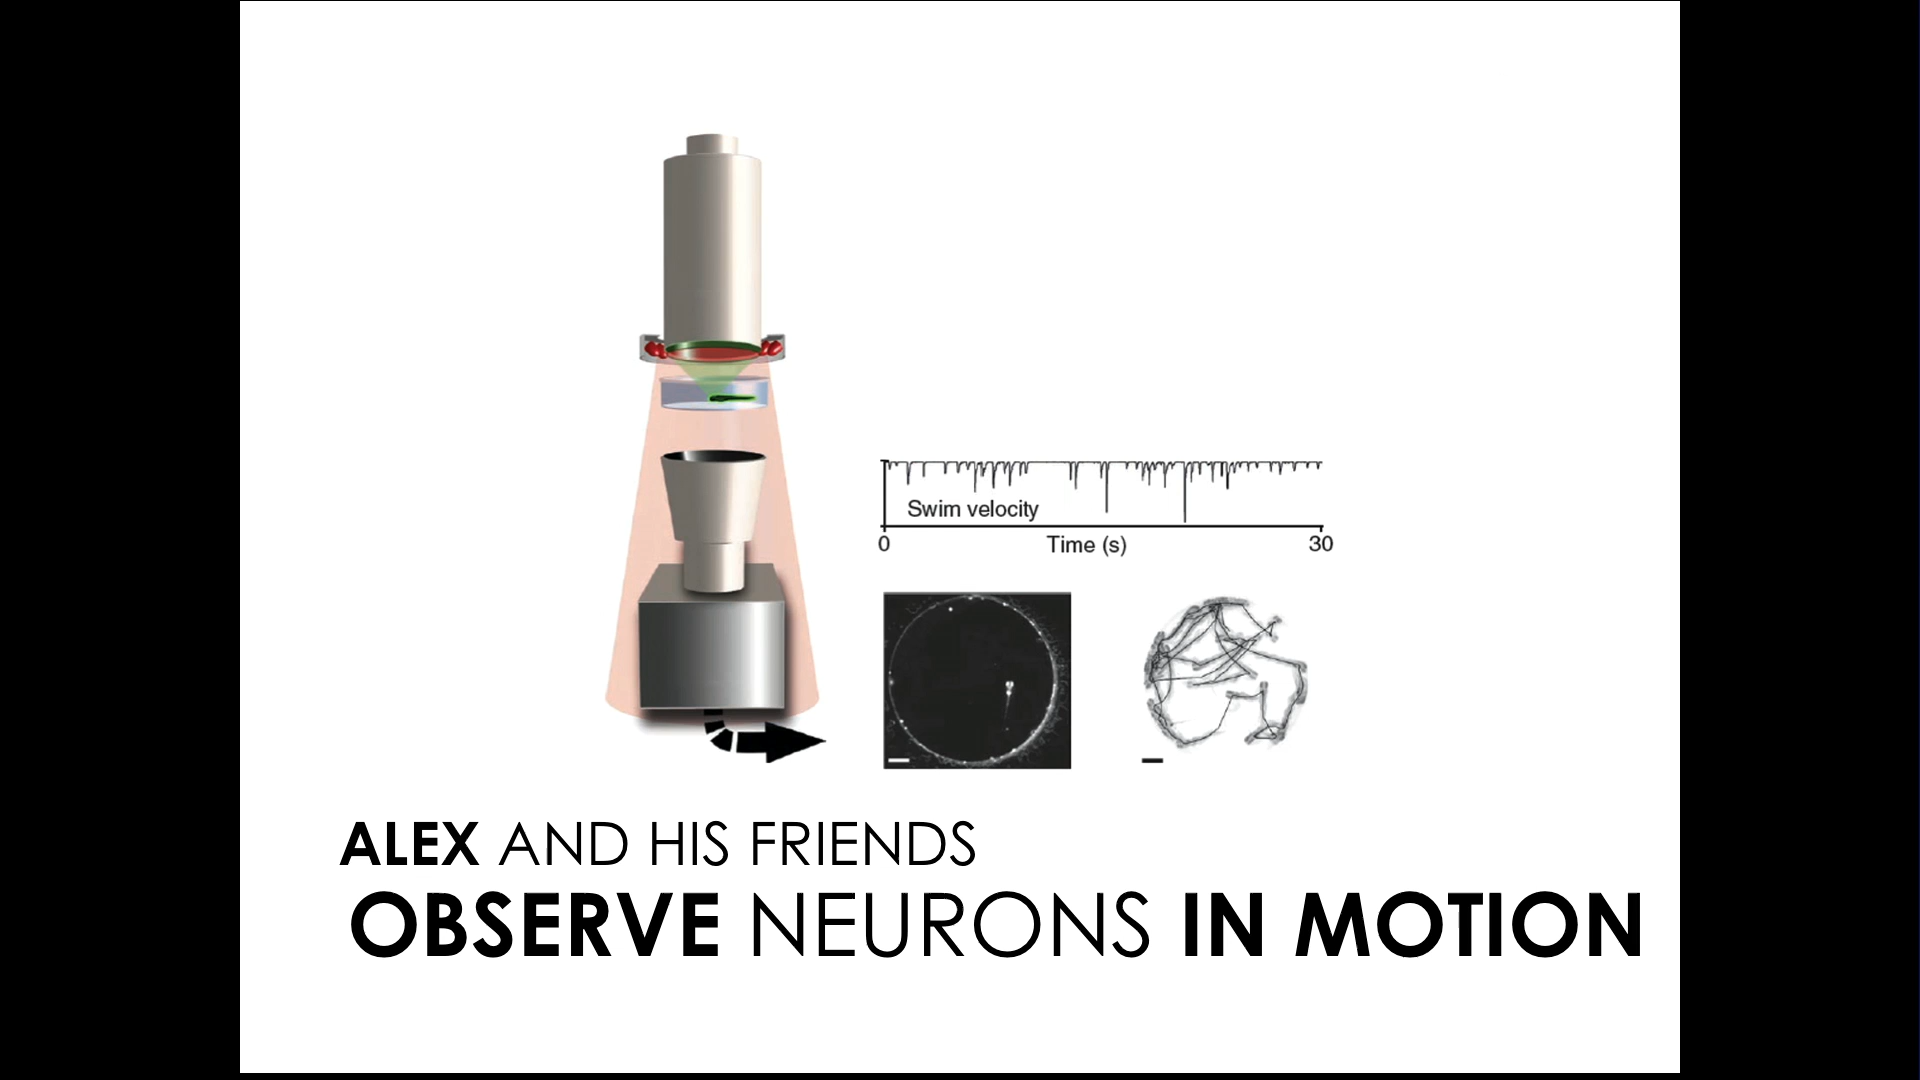 Swim velocity
0 Time (s) 30
ALEX AND HIS FRIENDS
OBSERVE NEURONS IN MOTION